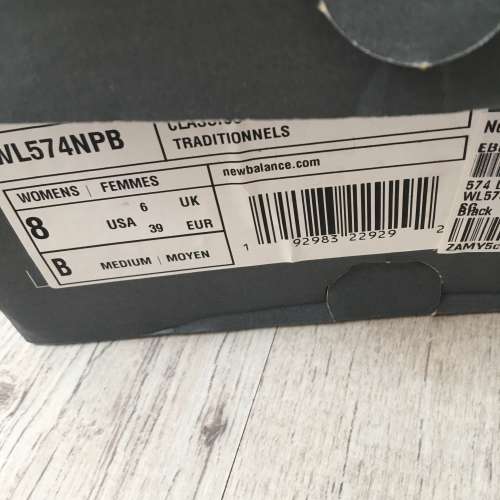 WL574NPB
TRADITIONNELS
newbalance.com
WOMENS | FEMMES
8 USA 6 UK 39 EUR
B MEDIUM | MOYEN
1 92983 22929 2
574
Black
ZAMY5